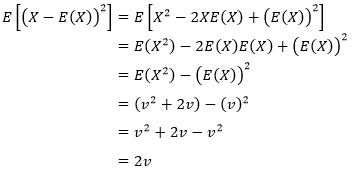 E[(X − E(X))²] = E[X² − 2XE(X) + (E(X))²]
= E(X²) − 2E(X)E(X) + (E(X))²
= E(X²) − (E(X))²
= (v² + 2v) − (v)²
= v² + 2v − v²
= 2v